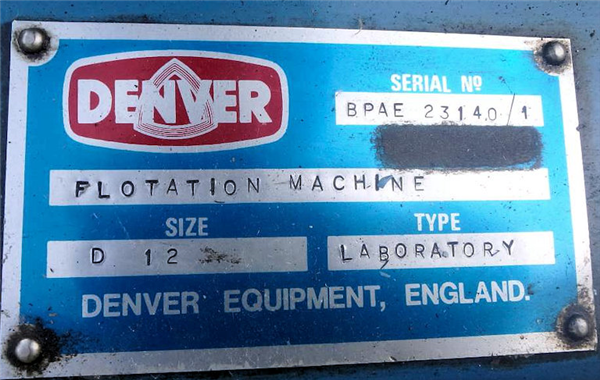 DENVER
SERIAL Nº
BPAE 23140/1
FLOTATION MACHINE
SIZE
TYPE
D 12
LABORATORY
DENVER EQUIPMENT, ENGLAND.